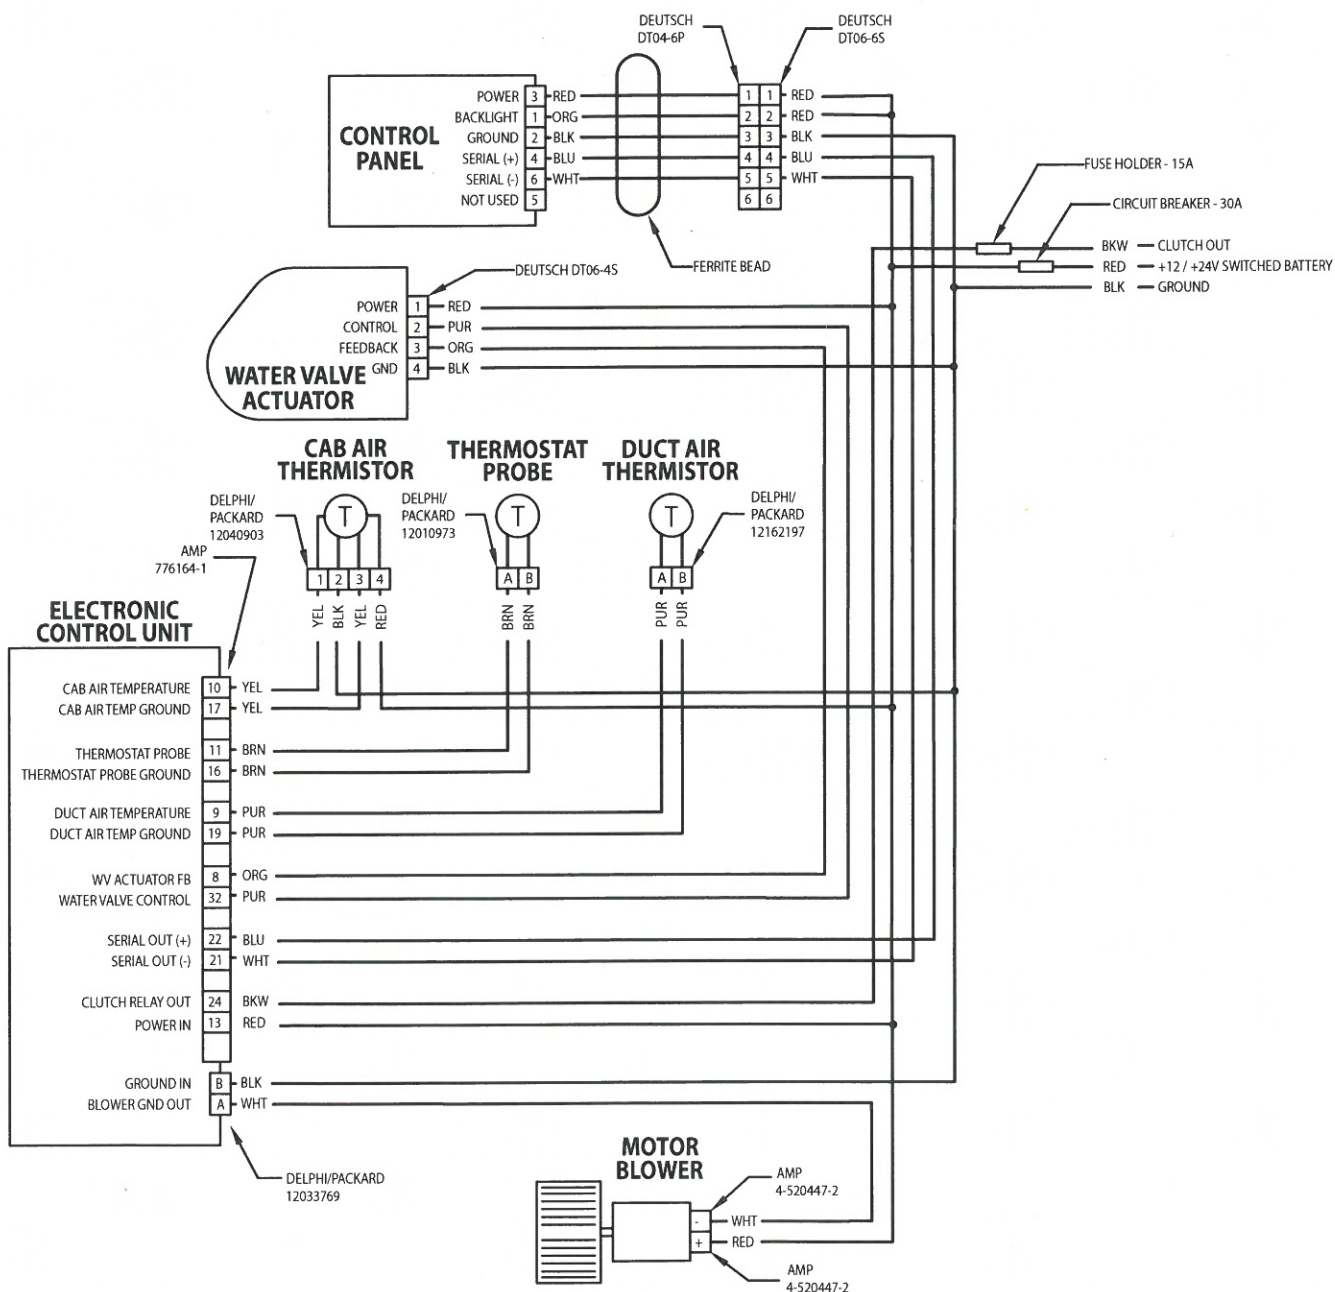 DEUTSCH
DT04-6P
DEUTSCH
DT06-6S
CONTROL
PANEL
POWER 3 RED 1 1 RED
BACKLIGHT 1 ORG 2 2 RED
GROUND 2 BLK 3 3 BLK
SERIAL (+) 4 BLU 4 4 BLU
SERIAL (-) 6 WHT 5 5 WHT
NOT USED 5 6 6
FERRITE BEAD
FUSE HOLDER - 15A
CIRCUIT BREAKER - 30A
BKW CLUTCH OUT
RED +12 / +24V SWITCHED BATTERY
BLK GROUND
DEUTSCH DT06-4S
POWER 1 RED
CONTROL 2 PUR
FEEDBACK 3 ORG
GND 4 BLK
WATER VALVE
ACTUATOR
CAB AIR
THERMISTOR
T
DELPHI/
PACKARD
12040903
1 2 3 4
YEL BLK YEL RED
THERMOSTAT
PROBE
T
DELPHI/
PACKARD
12010973
A B
BRN BRN
DUCT AIR
THERMISTOR
T
DELPHI/
PACKARD
12162197
A B
PUR PUR
AMP
776164-1
ELECTRONIC
CONTROL UNIT
CAB AIR TEMPERATURE 10 YEL
CAB AIR TEMP GROUND 17 YEL
THERMOSTAT PROBE 11 BRN
THERMOSTAT PROBE GROUND 16 BRN
DUCT AIR TEMPERATURE 9 PUR
DUCT AIR TEMP GROUND 19 PUR
WV ACTUATOR FB 8 ORG
WATER VALVE CONTROL 32 PUR
SERIAL OUT (+) 22 BLU
SERIAL OUT (-) 21 WHT
CLUTCH RELAY OUT 24 BKW
POWER IN 13 RED
GROUND IN B BLK
BLOWER GND OUT A WHT
DELPHI/PACKARD
12033769
MOTOR
BLOWER
AMP
4-520447-2
- WHT
+ RED
AMP
4-520447-2